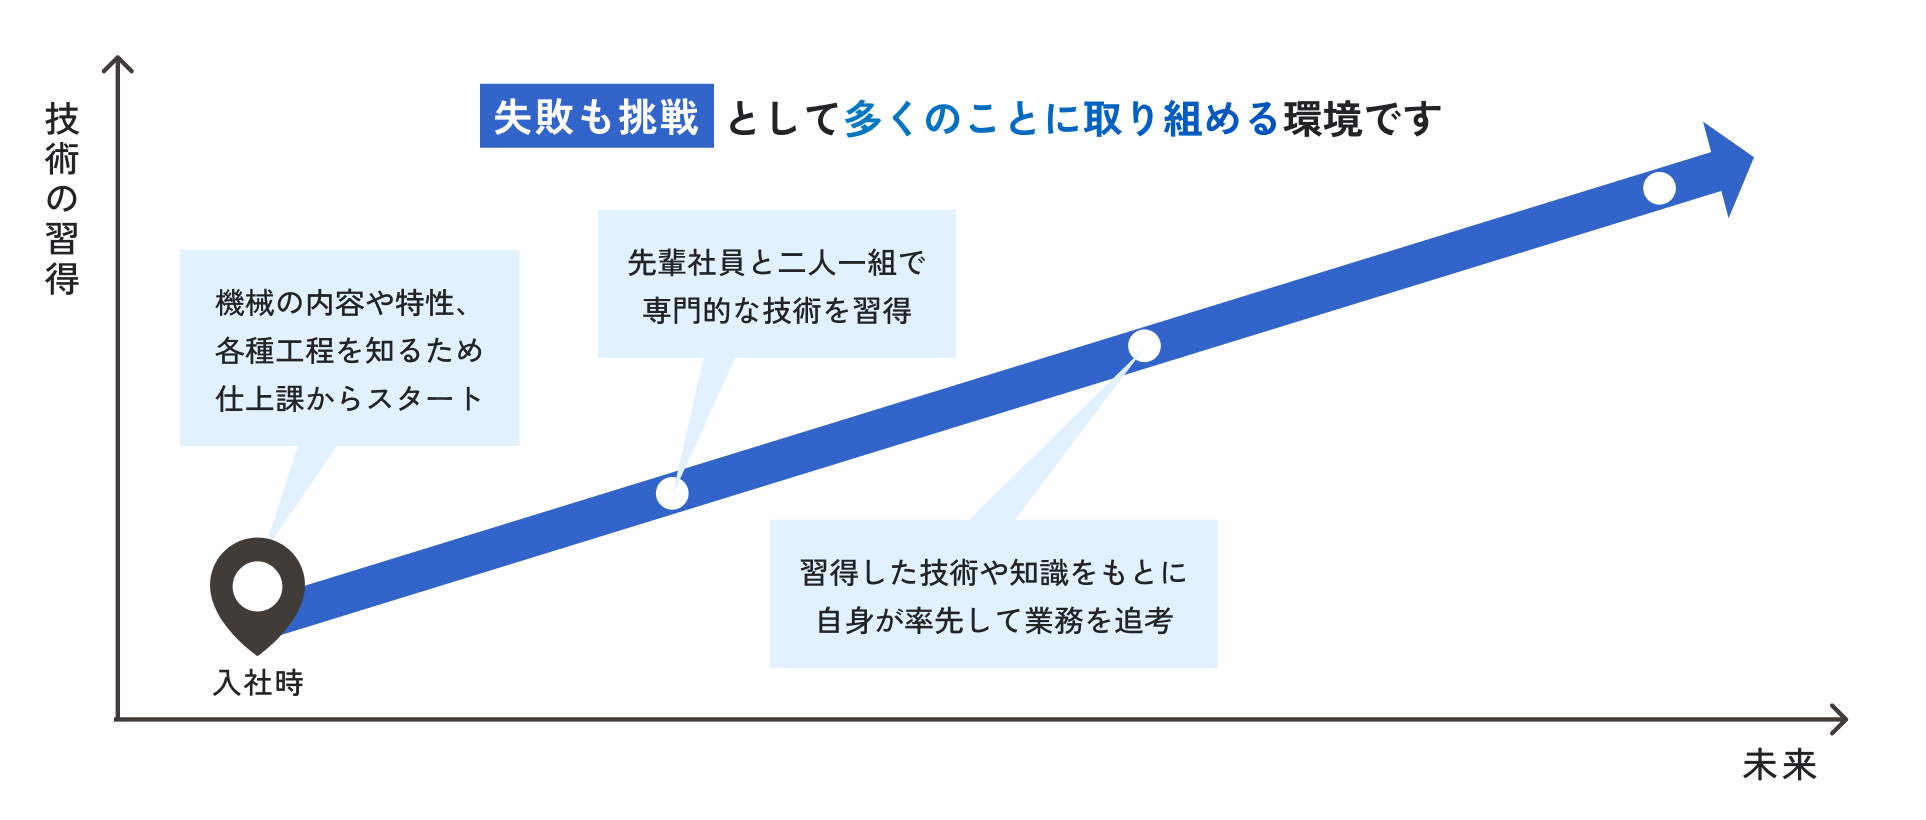 技術の習得
失敗も挑戦 として多くのことに取り組める環境です
機械の内容や特性、
各種工程を知るため
仕上課からスタート
先輩社員と二人一組で
専門的な技術を習得
習得した技術や知識をもとに
自身が率先して業務を追考
入社時
未来